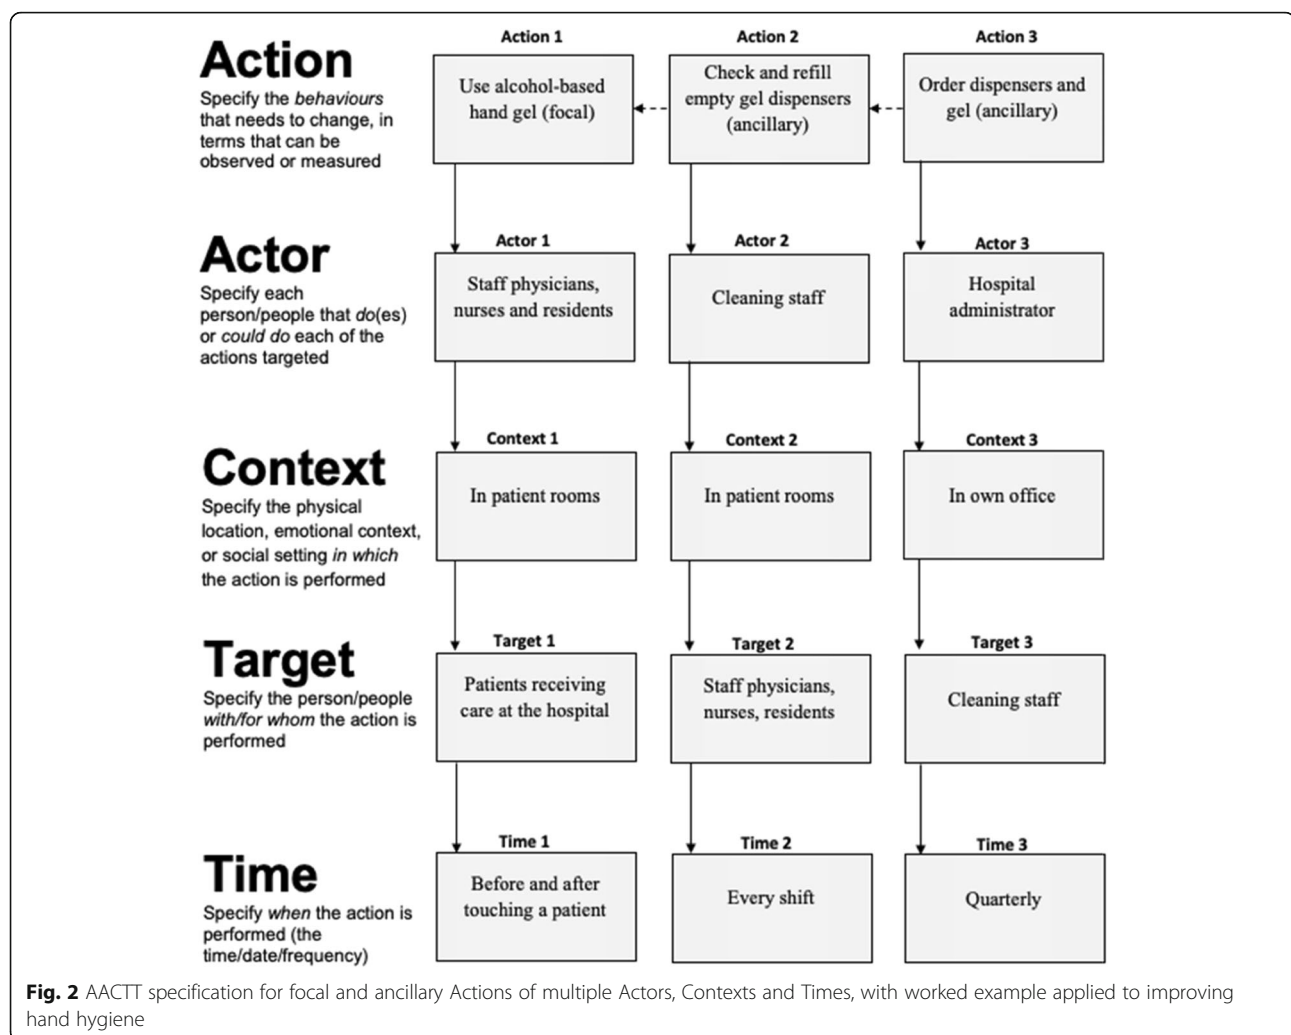 Action
Specify the behaviours
that needs to change, in
terms that can be
observed or measured
Action 1
Use alcohol-based
hand gel (focal)
Action 2
Check and refill
empty gel dispensers
(ancillary)
Action 3
Order dispensers and
gel (ancillary)
Actor
Specify each
person/people that do(es)
or could do each of the
actions targeted
Actor 1
Staff physicians,
nurses and residents
Actor 2
Cleaning staff
Actor 3
Hospital
administrator
Context
Specify the physical
location, emotional context,
or social setting in which
the action is performed
Context 1
In patient rooms
Context 2
In patient rooms
Context 3
In own office
Target
Specify the person/people
with/for whom the action is
performed
Target 1
Patients receiving
care at the hospital
Target 2
Staff physicians,
nurses, residents
Target 3
Cleaning staff
Time
Specify when the action is
performed (the
time/date/frequency)
Time 1
Before and after
touching a patient
Time 2
Every shift
Time 3
Quarterly
Fig. 2 AACTT specification for focal and ancillary Actions of multiple Actors, Contexts and Times, with worked example applied to improving
hand hygiene